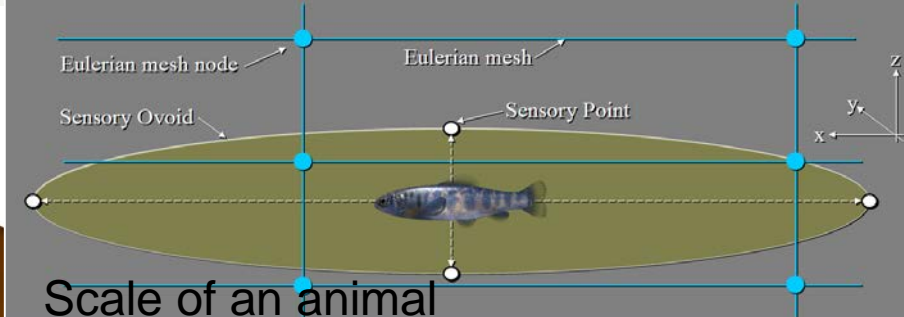 Eulerian mesh node
Eulerian mesh
z
Sensory Ovoid
Sensory Point
y
x
Scale of an animal